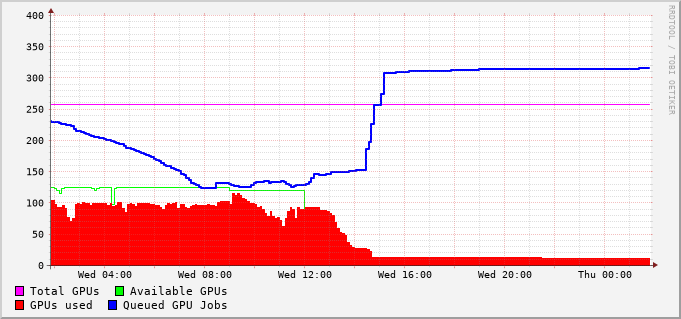 400
350
300
250
200
150
100
50
0
Wed 04:00 Wed 08:00 Wed 12:00 Wed 16:00 Wed 20:00 Thu 00:00
Total GPUs Available GPUs
GPUs used Queued GPU Jobs
RRDTOOL / TOBI OETIKER